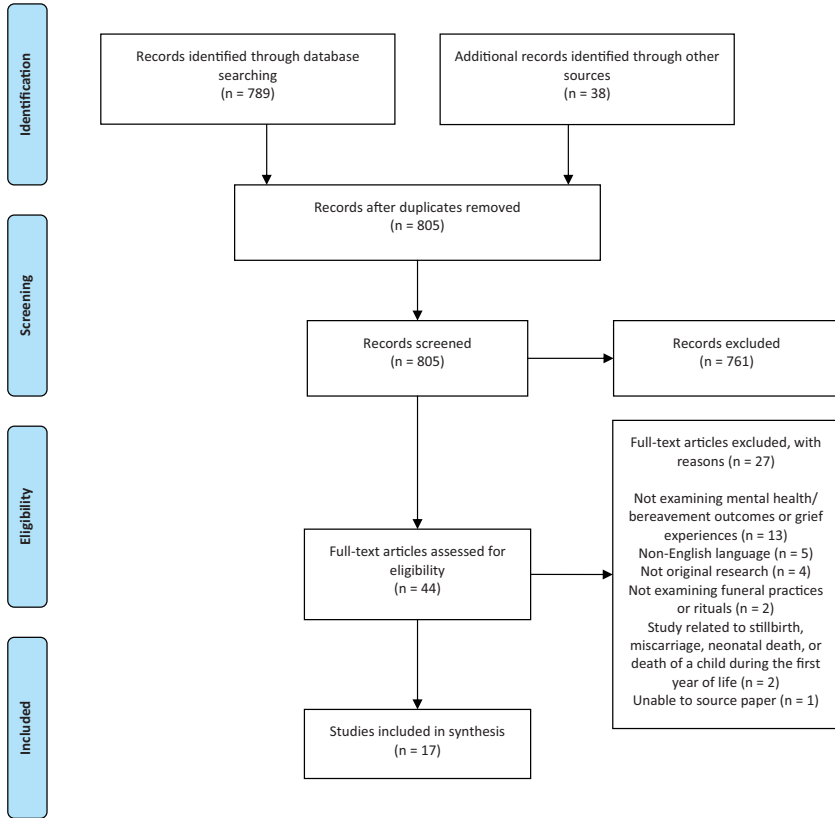 Identification
Records identified through database
searching
(n = 789)
Additional records identified through other
sources
(n = 38)
Records after duplicates removed
(n = 805)
Screening
Records screened
(n = 805)
Records excluded
(n = 761)
Eligibility
Full-text articles assessed for
eligibility
(n = 44)
Full-text articles excluded, with
reasons (n = 27)
Not examining mental health/
bereavement outcomes or grief
experiences (n = 13)
Non-English language (n = 5)
Not original research (n = 4)
Not examining funeral practices
or rituals (n = 2)
Study related to stillbirth,
miscarriage, neonatal death, or
death of a child during the first
year of life (n = 2)
Unable to source paper (n = 1)
Included
Studies included in synthesis
(n = 17)